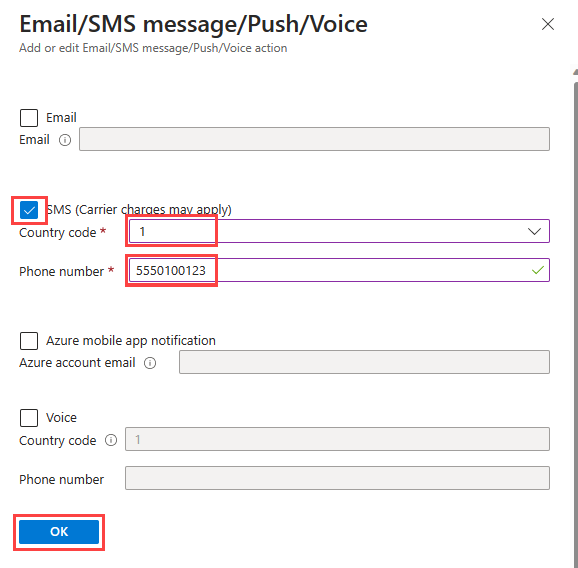 Email/SMS message/Push/Voice
Add or edit Email/SMS message/Push/Voice action
Email
Email
SMS (Carrier charges may apply)
Country code *
1
Phone number *
5550100123
Azure mobile app notification
Azure account email
Voice
Country code
1
Phone number
OK